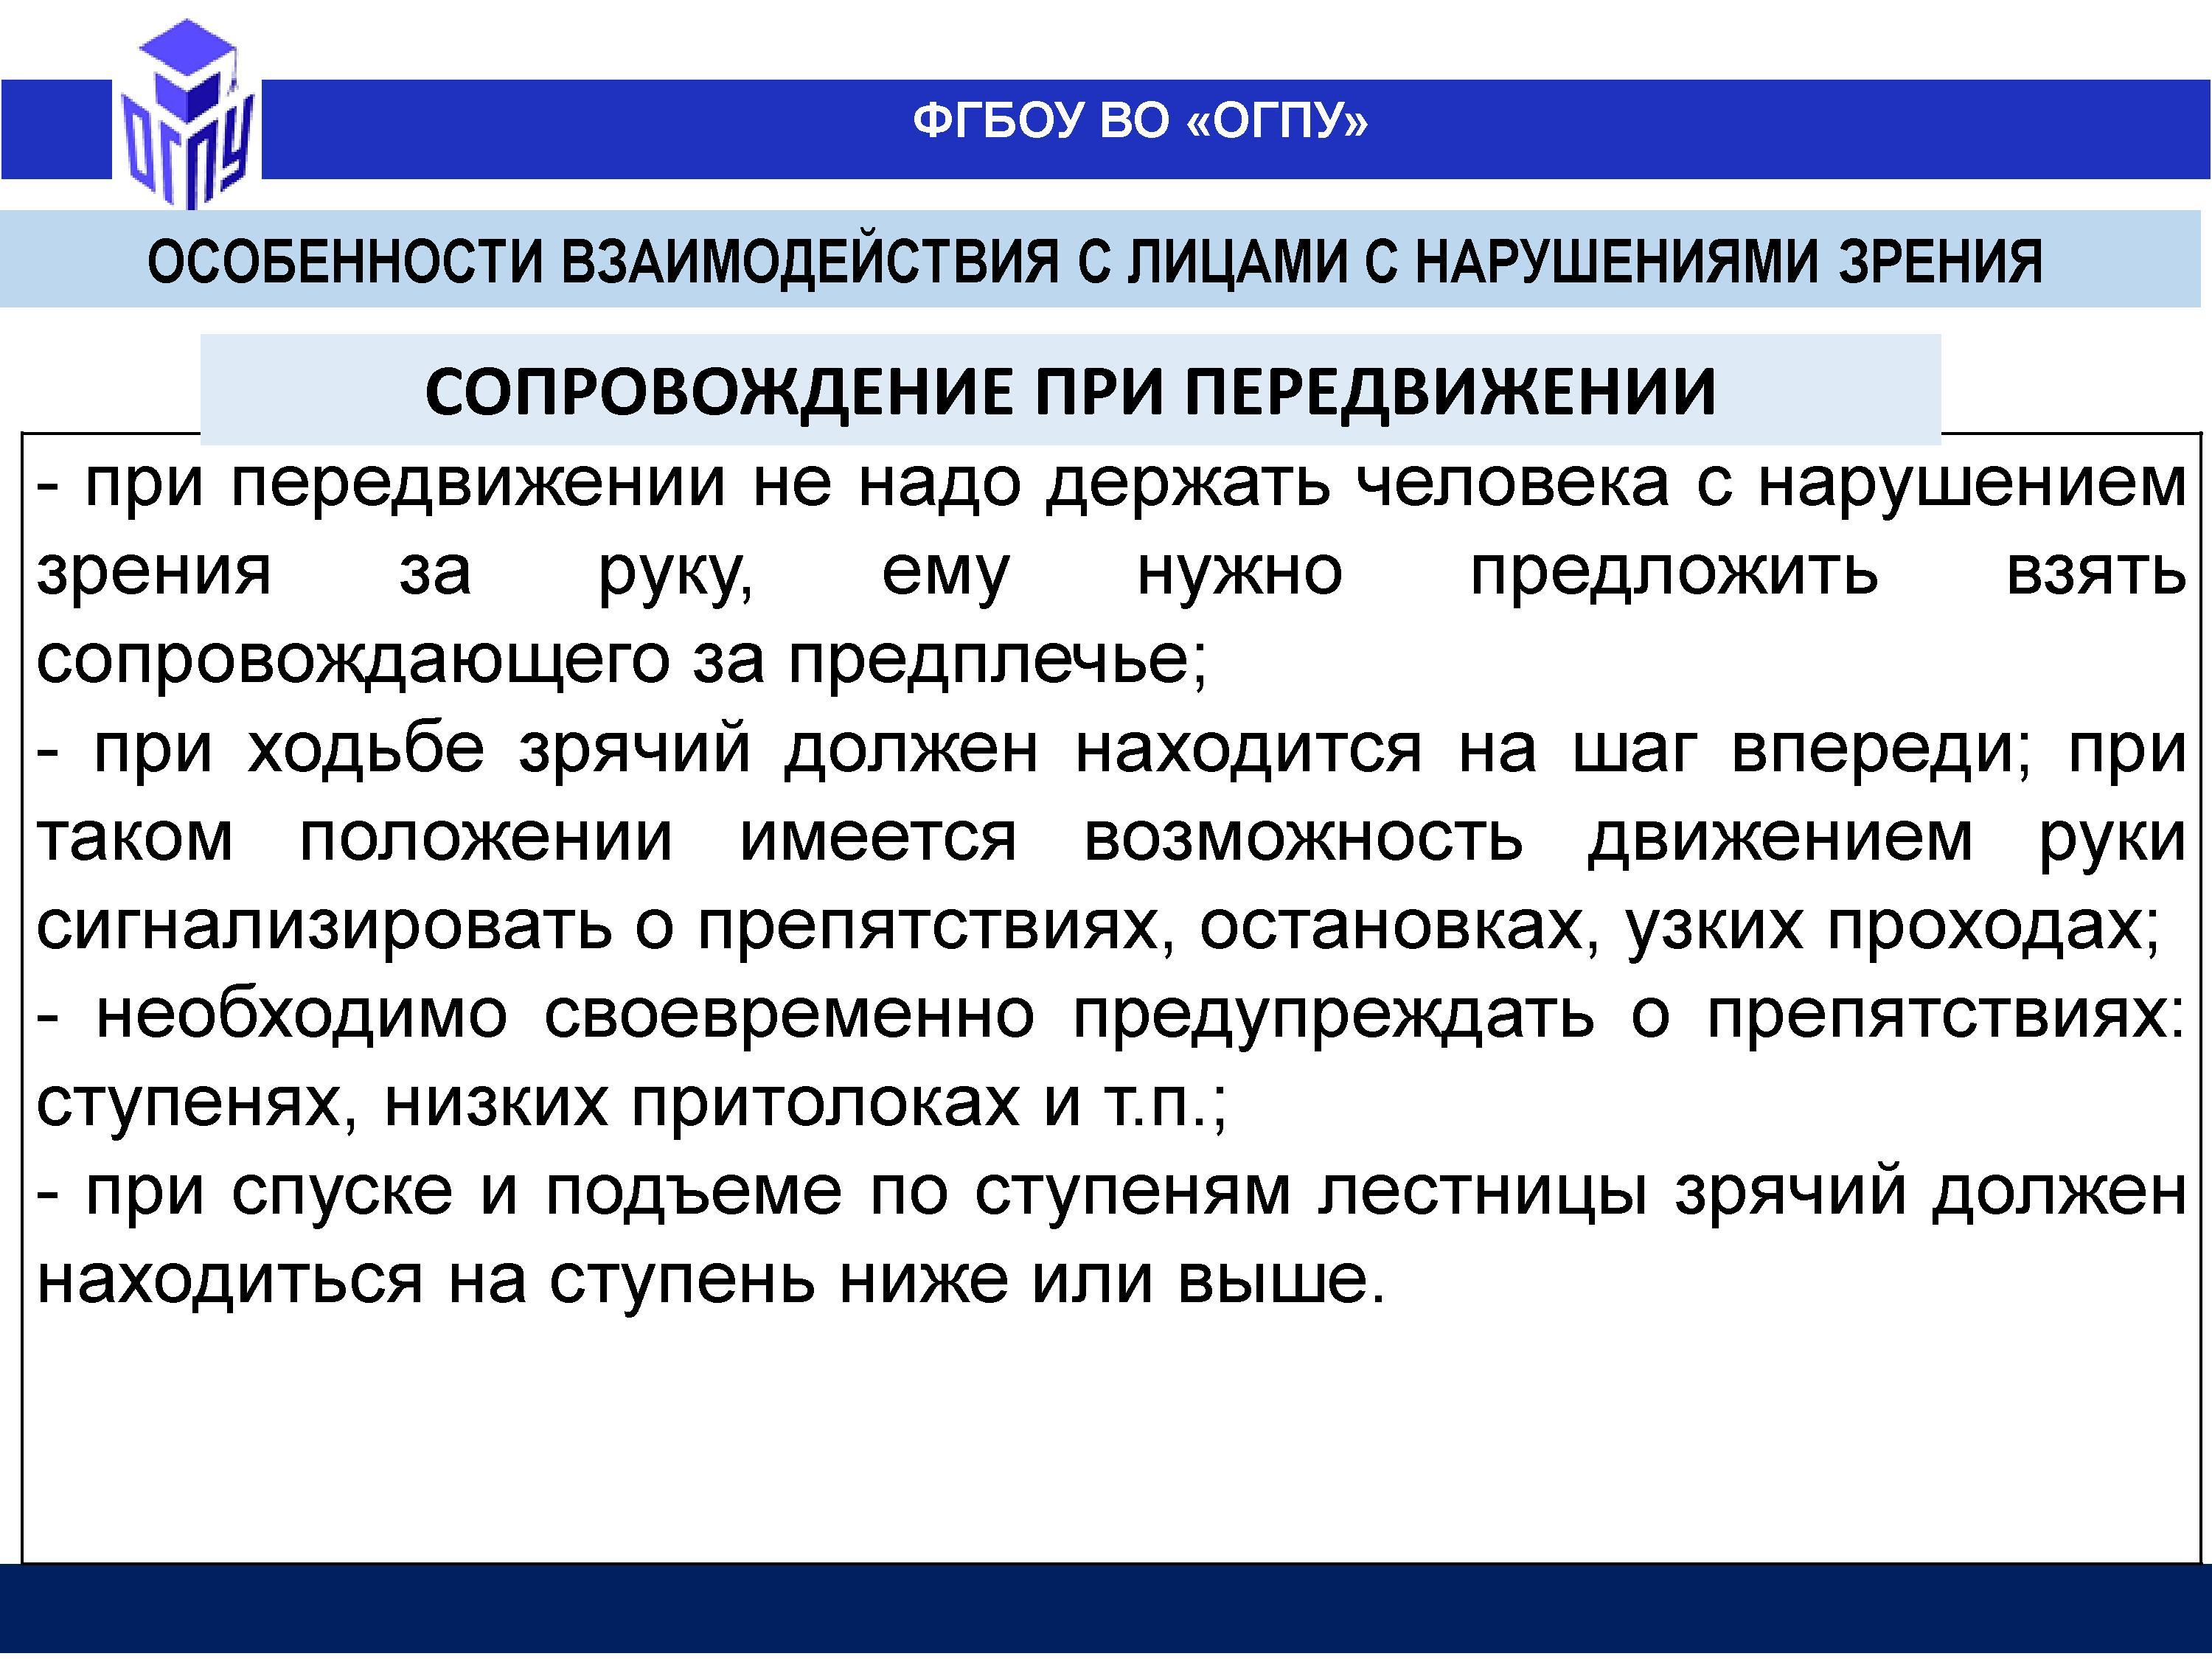 ОГПУ
ФГБОУ ВО «ОГПУ»
ОСОБЕННОСТИ ВЗАИМОДЕЙСТВИЯ С ЛИЦАМИ С НАРУШЕНИЯМИ ЗРЕНИЯ
СОПРОВОЖДЕНИЕ ПРИ ПЕРЕДВИЖЕНИИ
- при передвижении не надо держать человека с нарушением
зрения за руку, ему нужно предложить взять
сопровождающего за предплечье;
- при ходьбе зрячий должен находится на шаг впереди; при
таком положении имеется возможность движением руки
сигнализировать о препятствиях, остановках, узких проходах;
- необходимо своевременно предупреждать о препятствиях:
ступенях, низких притолоках и т.п.;
- при спуске и подъеме по ступеням лестницы зрячий должен
находиться на ступень ниже или выше.